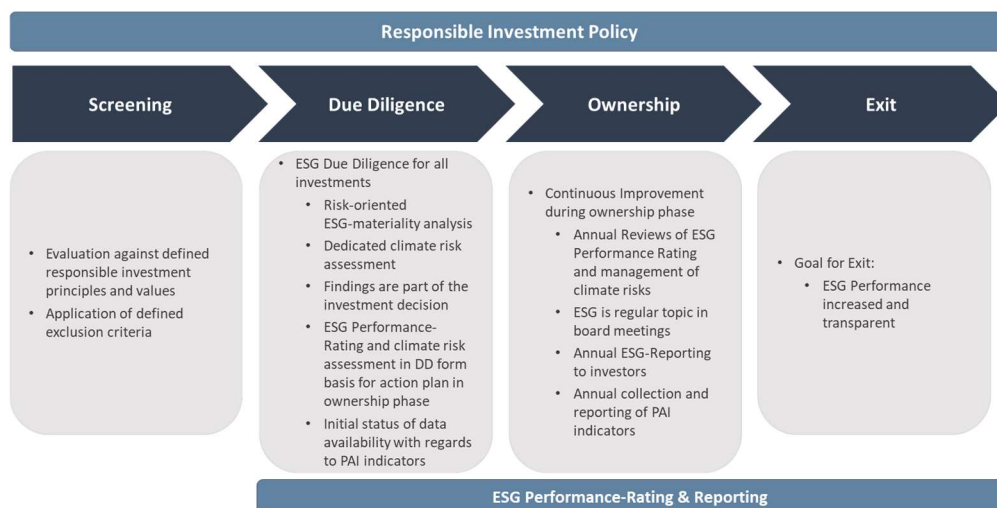 Responsible Investment Policy
Screening
Due Diligence
Ownership
Exit
• Evaluation against defined
responsible investment
principles and values
• Application of defined
exclusion criteria
• ESG Due Diligence for all
investments
• Risk-oriented
ESG-materiality analysis
• Dedicated climate risk
assessment
• Findings are part of the
investment decision
• ESG Performance-
Rating and climate risk
assessment in DD form
basis for action plan in
ownership phase
• Initial status of data
availability with regards
to PAI indicators
• Continuous Improvement
during ownership phase
• Annual Reviews of ESG
Performance Rating
and management of
climate risks
• ESG is regular topic in
board meetings
• Annual ESG-Reporting
to investors
• Annual collection and
reporting of PAI
indicators
• Goal for Exit:
• ESG Performance
increased and
transparent
ESG Performance-Rating & Reporting